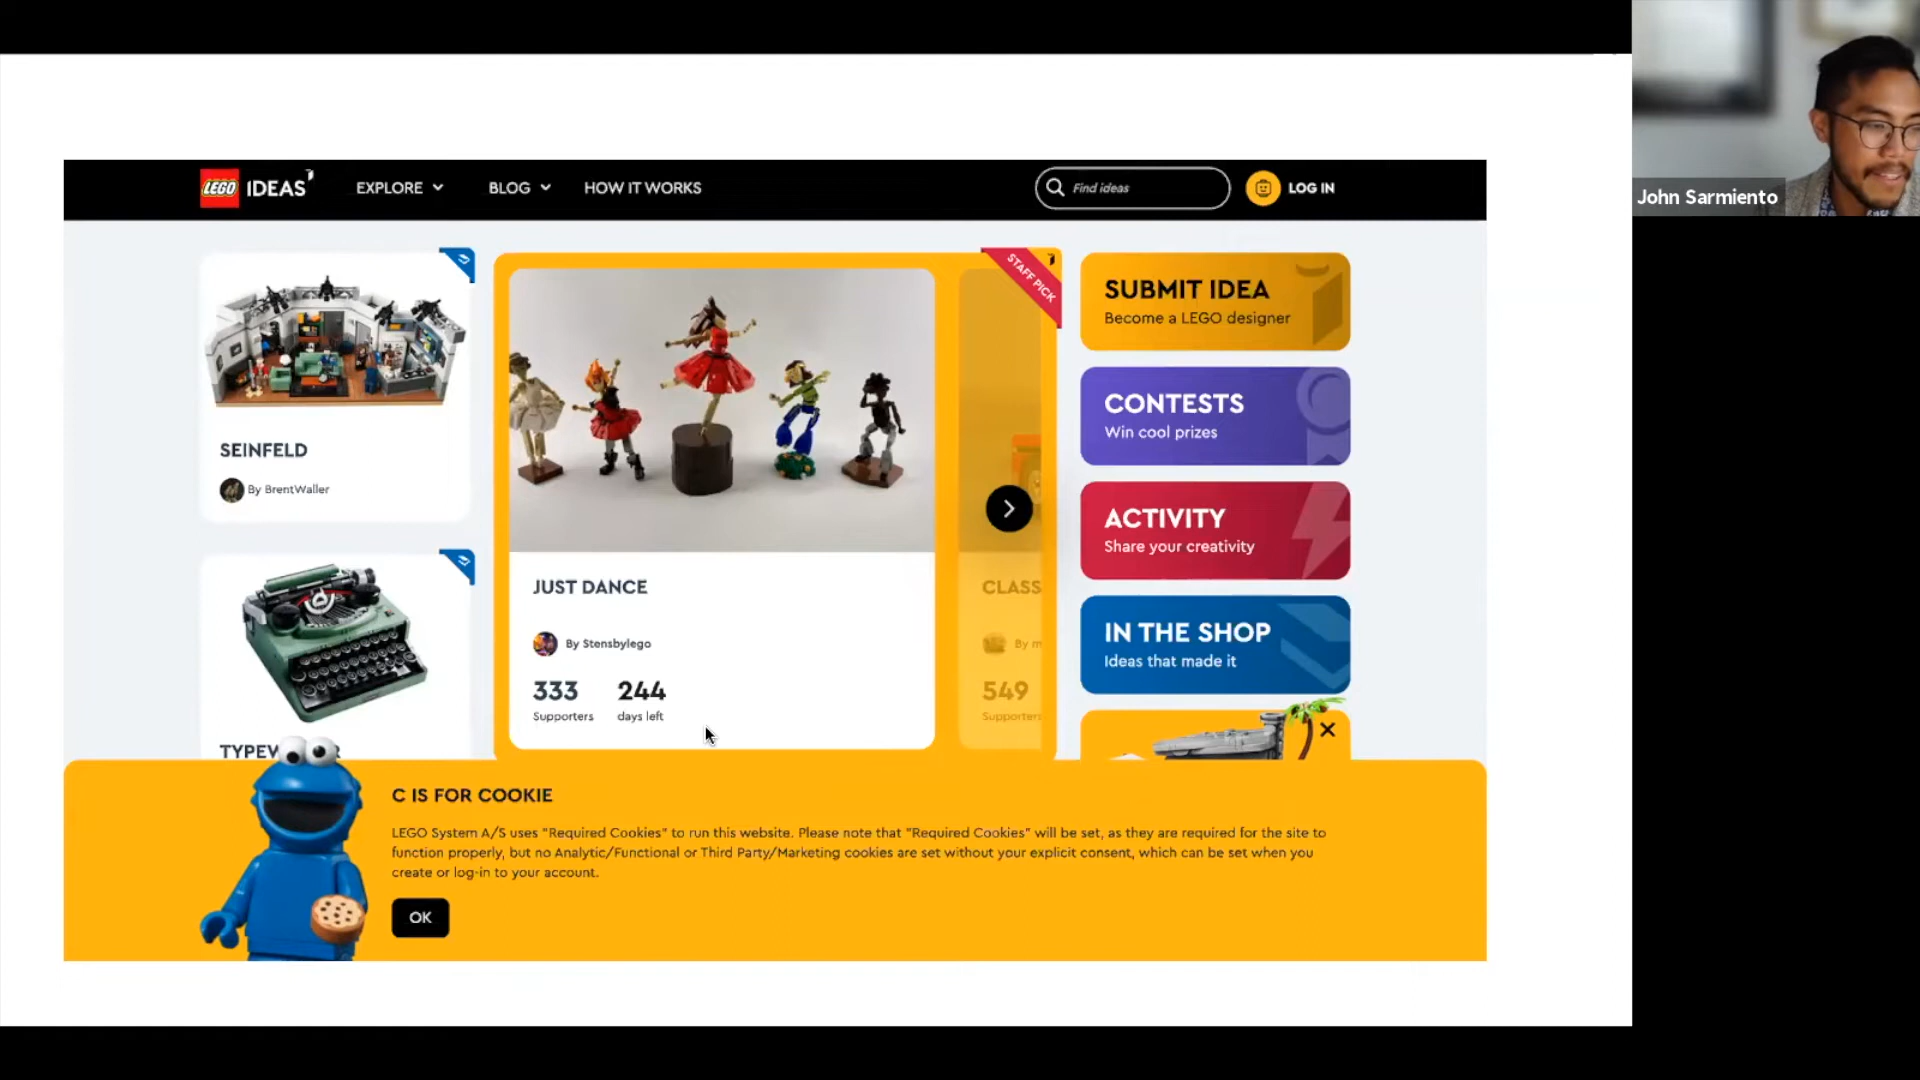 LEGO IDEAS
EXPLORE
BLOG
HOW IT WORKS
Find ideas
LOG IN
SEINFELD
By BrentWaller
STAFF PICK
JUST DANCE
By Stensbylego
333
Supporters
244
days left
CLASS
By m
549
Supporters
SUBMIT IDEA
Become a LEGO designer
CONTESTS
Win cool prizes
ACTIVITY
Share your creativity
IN THE SHOP
Ideas that made it
C IS FOR COOKIE
LEGO System A/S uses "Required Cookies" to run this website. Please note that "Required Cookies" will be set, as they are required for the site to
function properly, but no Analytic/Functional or Third Party/Marketing cookies are set without your explicit consent, which can be set when you
create or log-in to your account.
OK
John Sarmiento